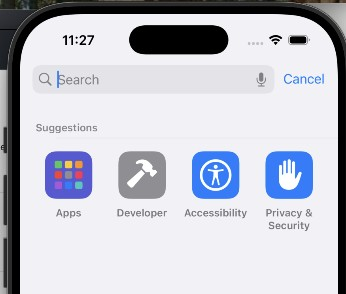 11:27
Search
Cancel
Suggestions
Apps
Developer
Accessibility
Privacy &
Security